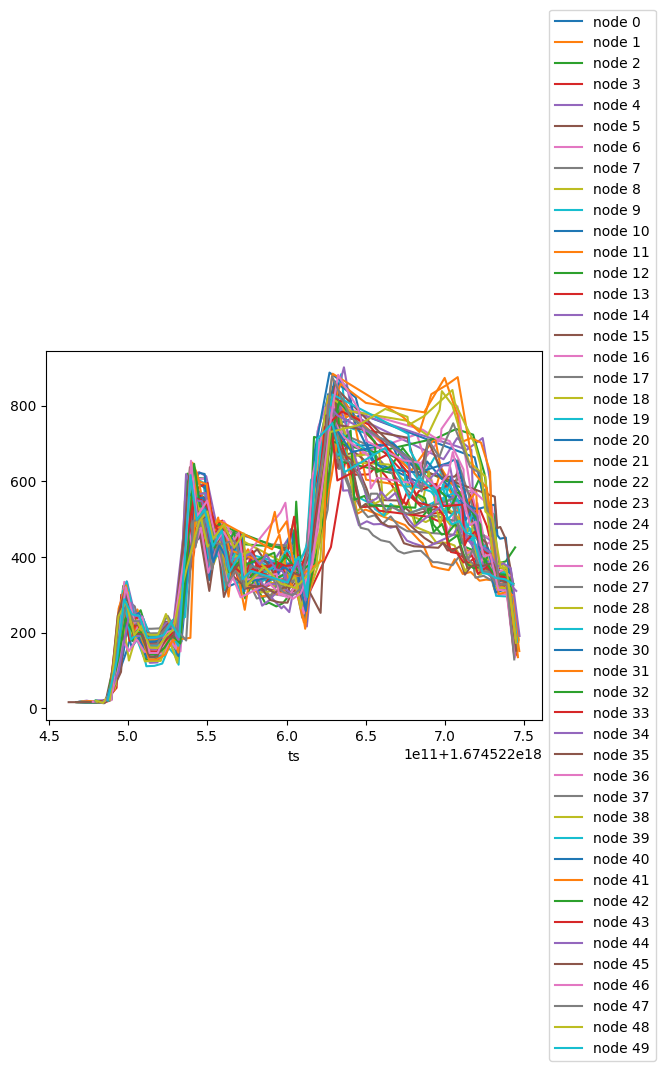 800
600
400
200
0
4.5 5.0 5.5 6.0 6.5 7.0 7.5
ts
1e11+1.674522e18
node 0
node 1
node 2
node 3
node 4
node 5
node 6
node 7
node 8
node 9
node 10
node 11
node 12
node 13
node 14
node 15
node 16
node 17
node 18
node 19
node 20
node 21
node 22
node 23
node 24
node 25
node 26
node 27
node 28
node 29
node 30
node 31
node 32
node 33
node 34
node 35
node 36
node 37
node 38
node 39
node 40
node 41
node 42
node 43
node 44
node 45
node 46
node 47
node 48
node 49